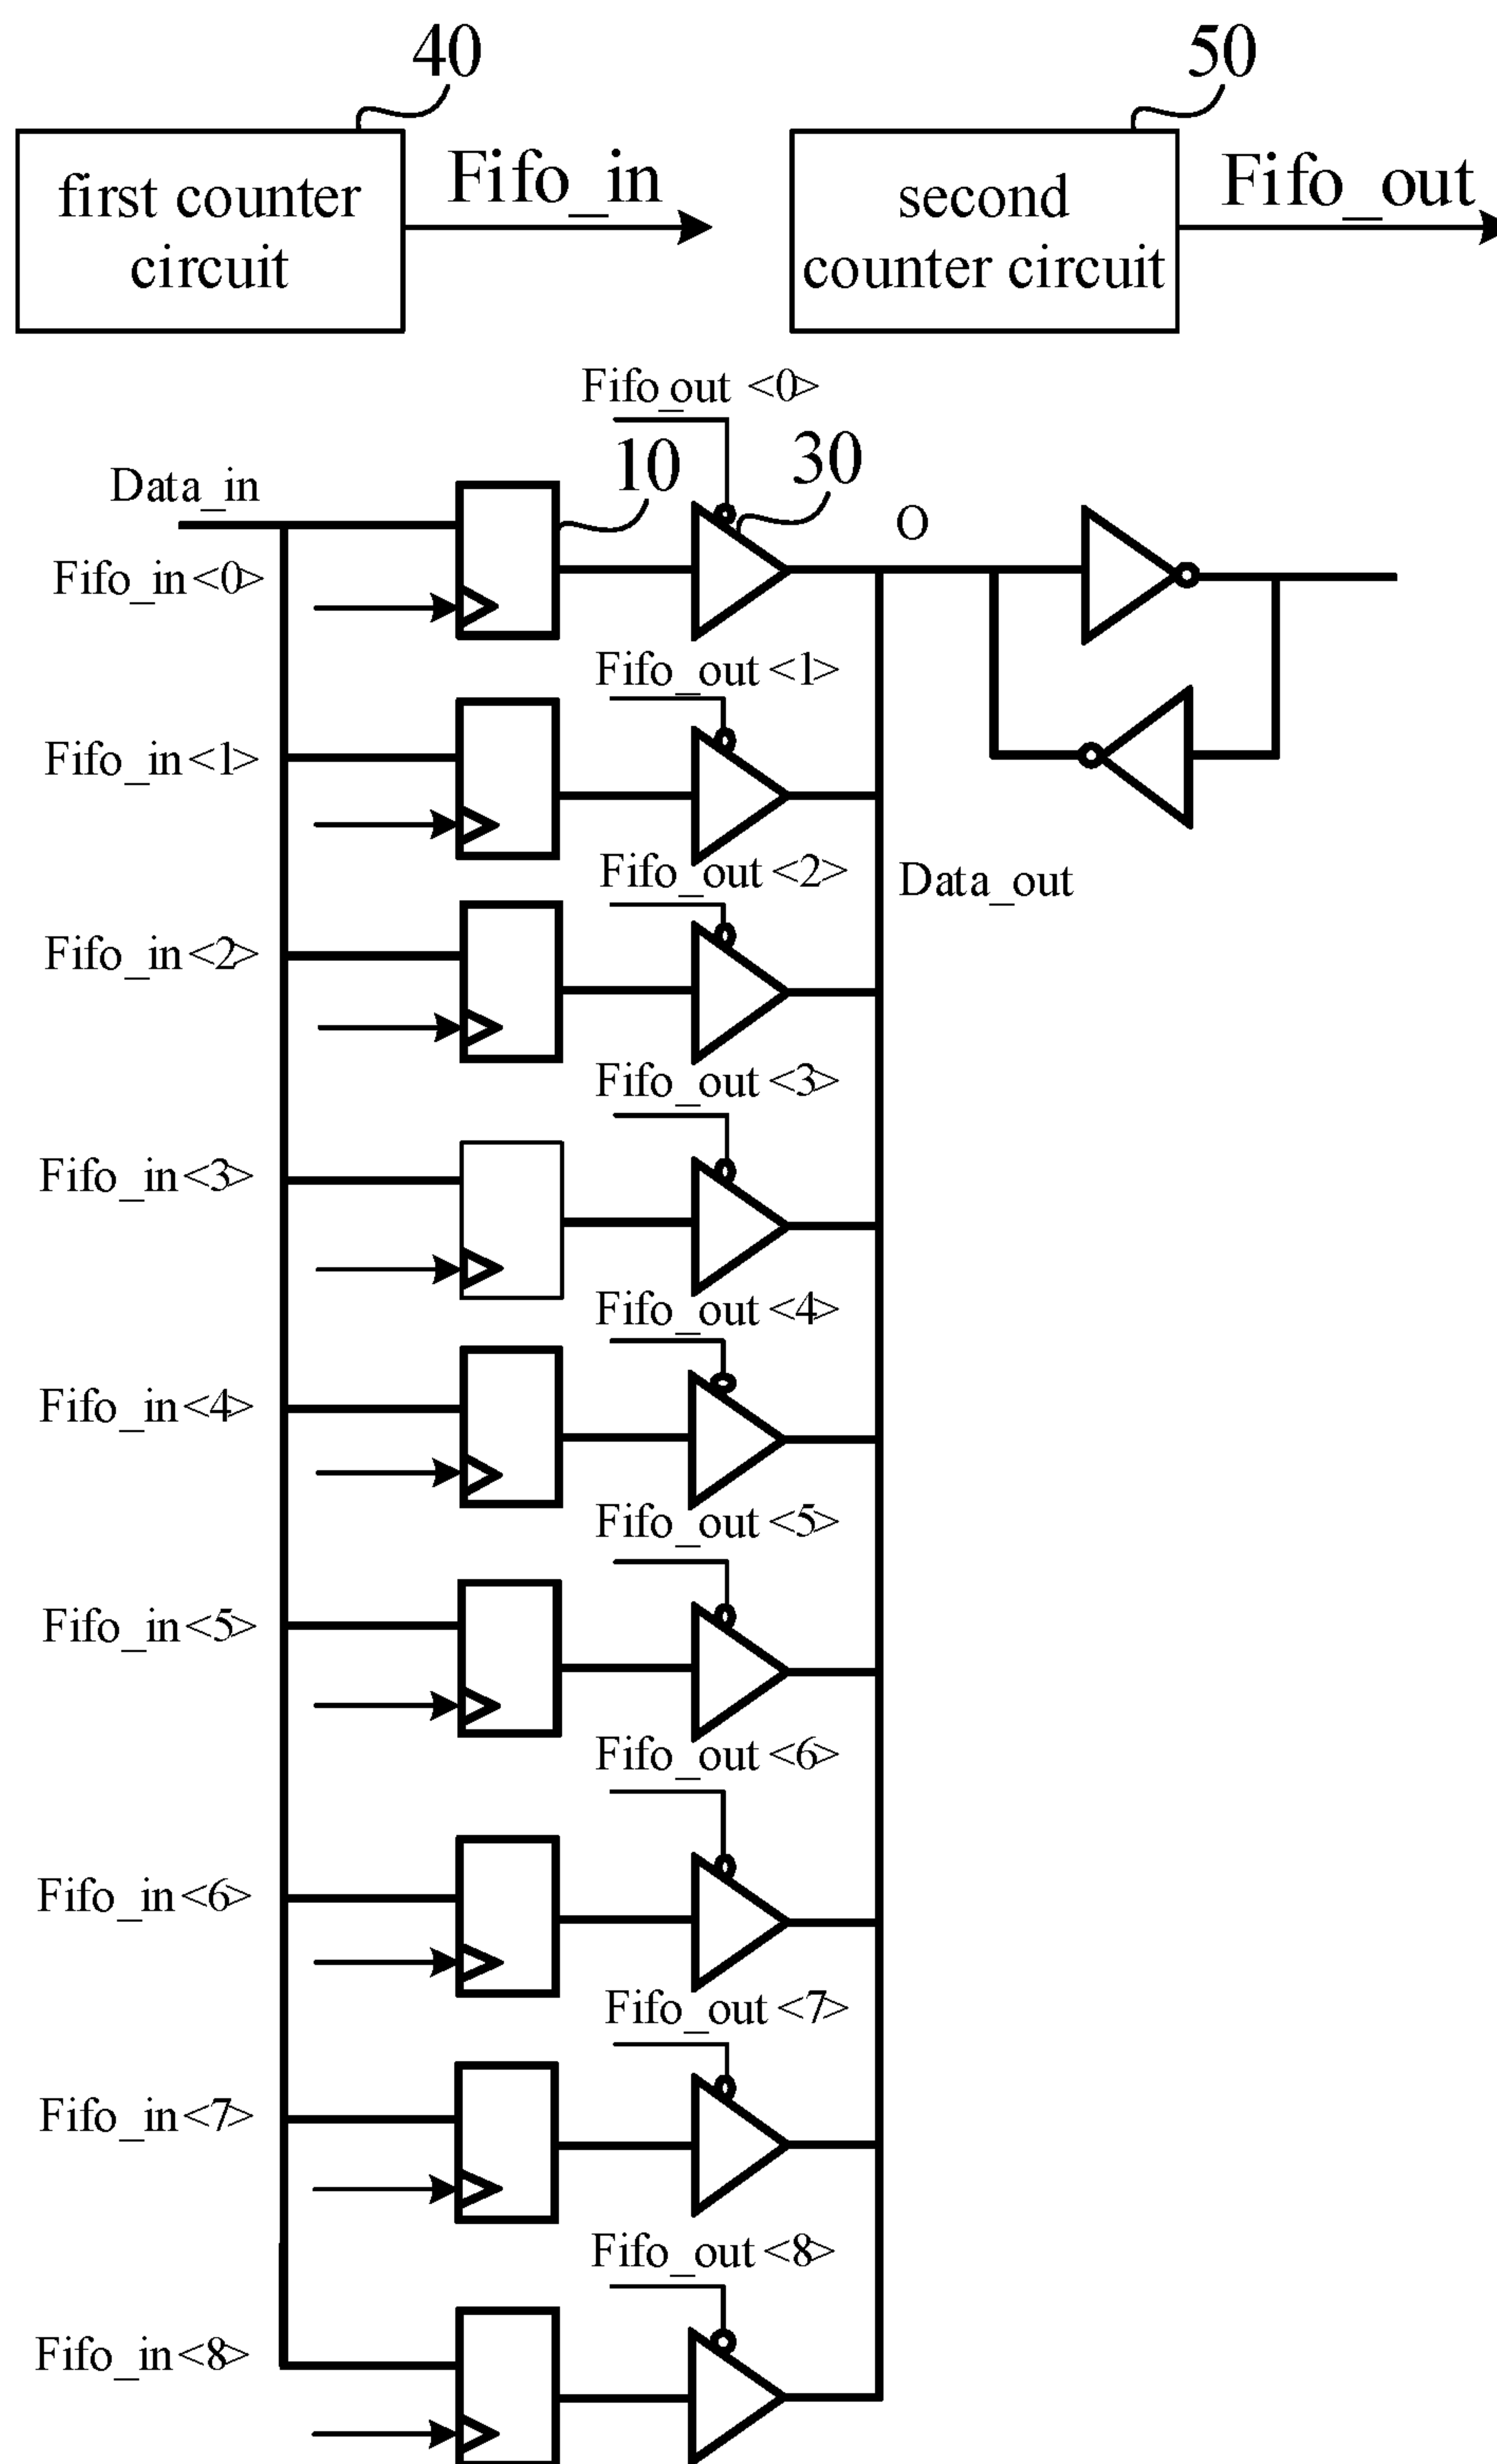 40
50
first counter
circuit
Fifo_in
second
counter circuit
Fifo_out
Fifo_out <0>
10
30
Data_in
O
Fifo_in<0>
Fifo_out<1>
Fifo_in<1>
Fifo_out<2>
Data_out
Fifo_in<2>
Fifo_out<3>
Fifo_in<3>
Fifo_out<4>
Fifo_in<4>
Fifo_out<5>
Fifo_in<5>
Fifo_out<6>
Fifo_in<6>
Fifo_out<7>
Fifo_in<7>
Fifo_out<8>
Fifo_in<8>